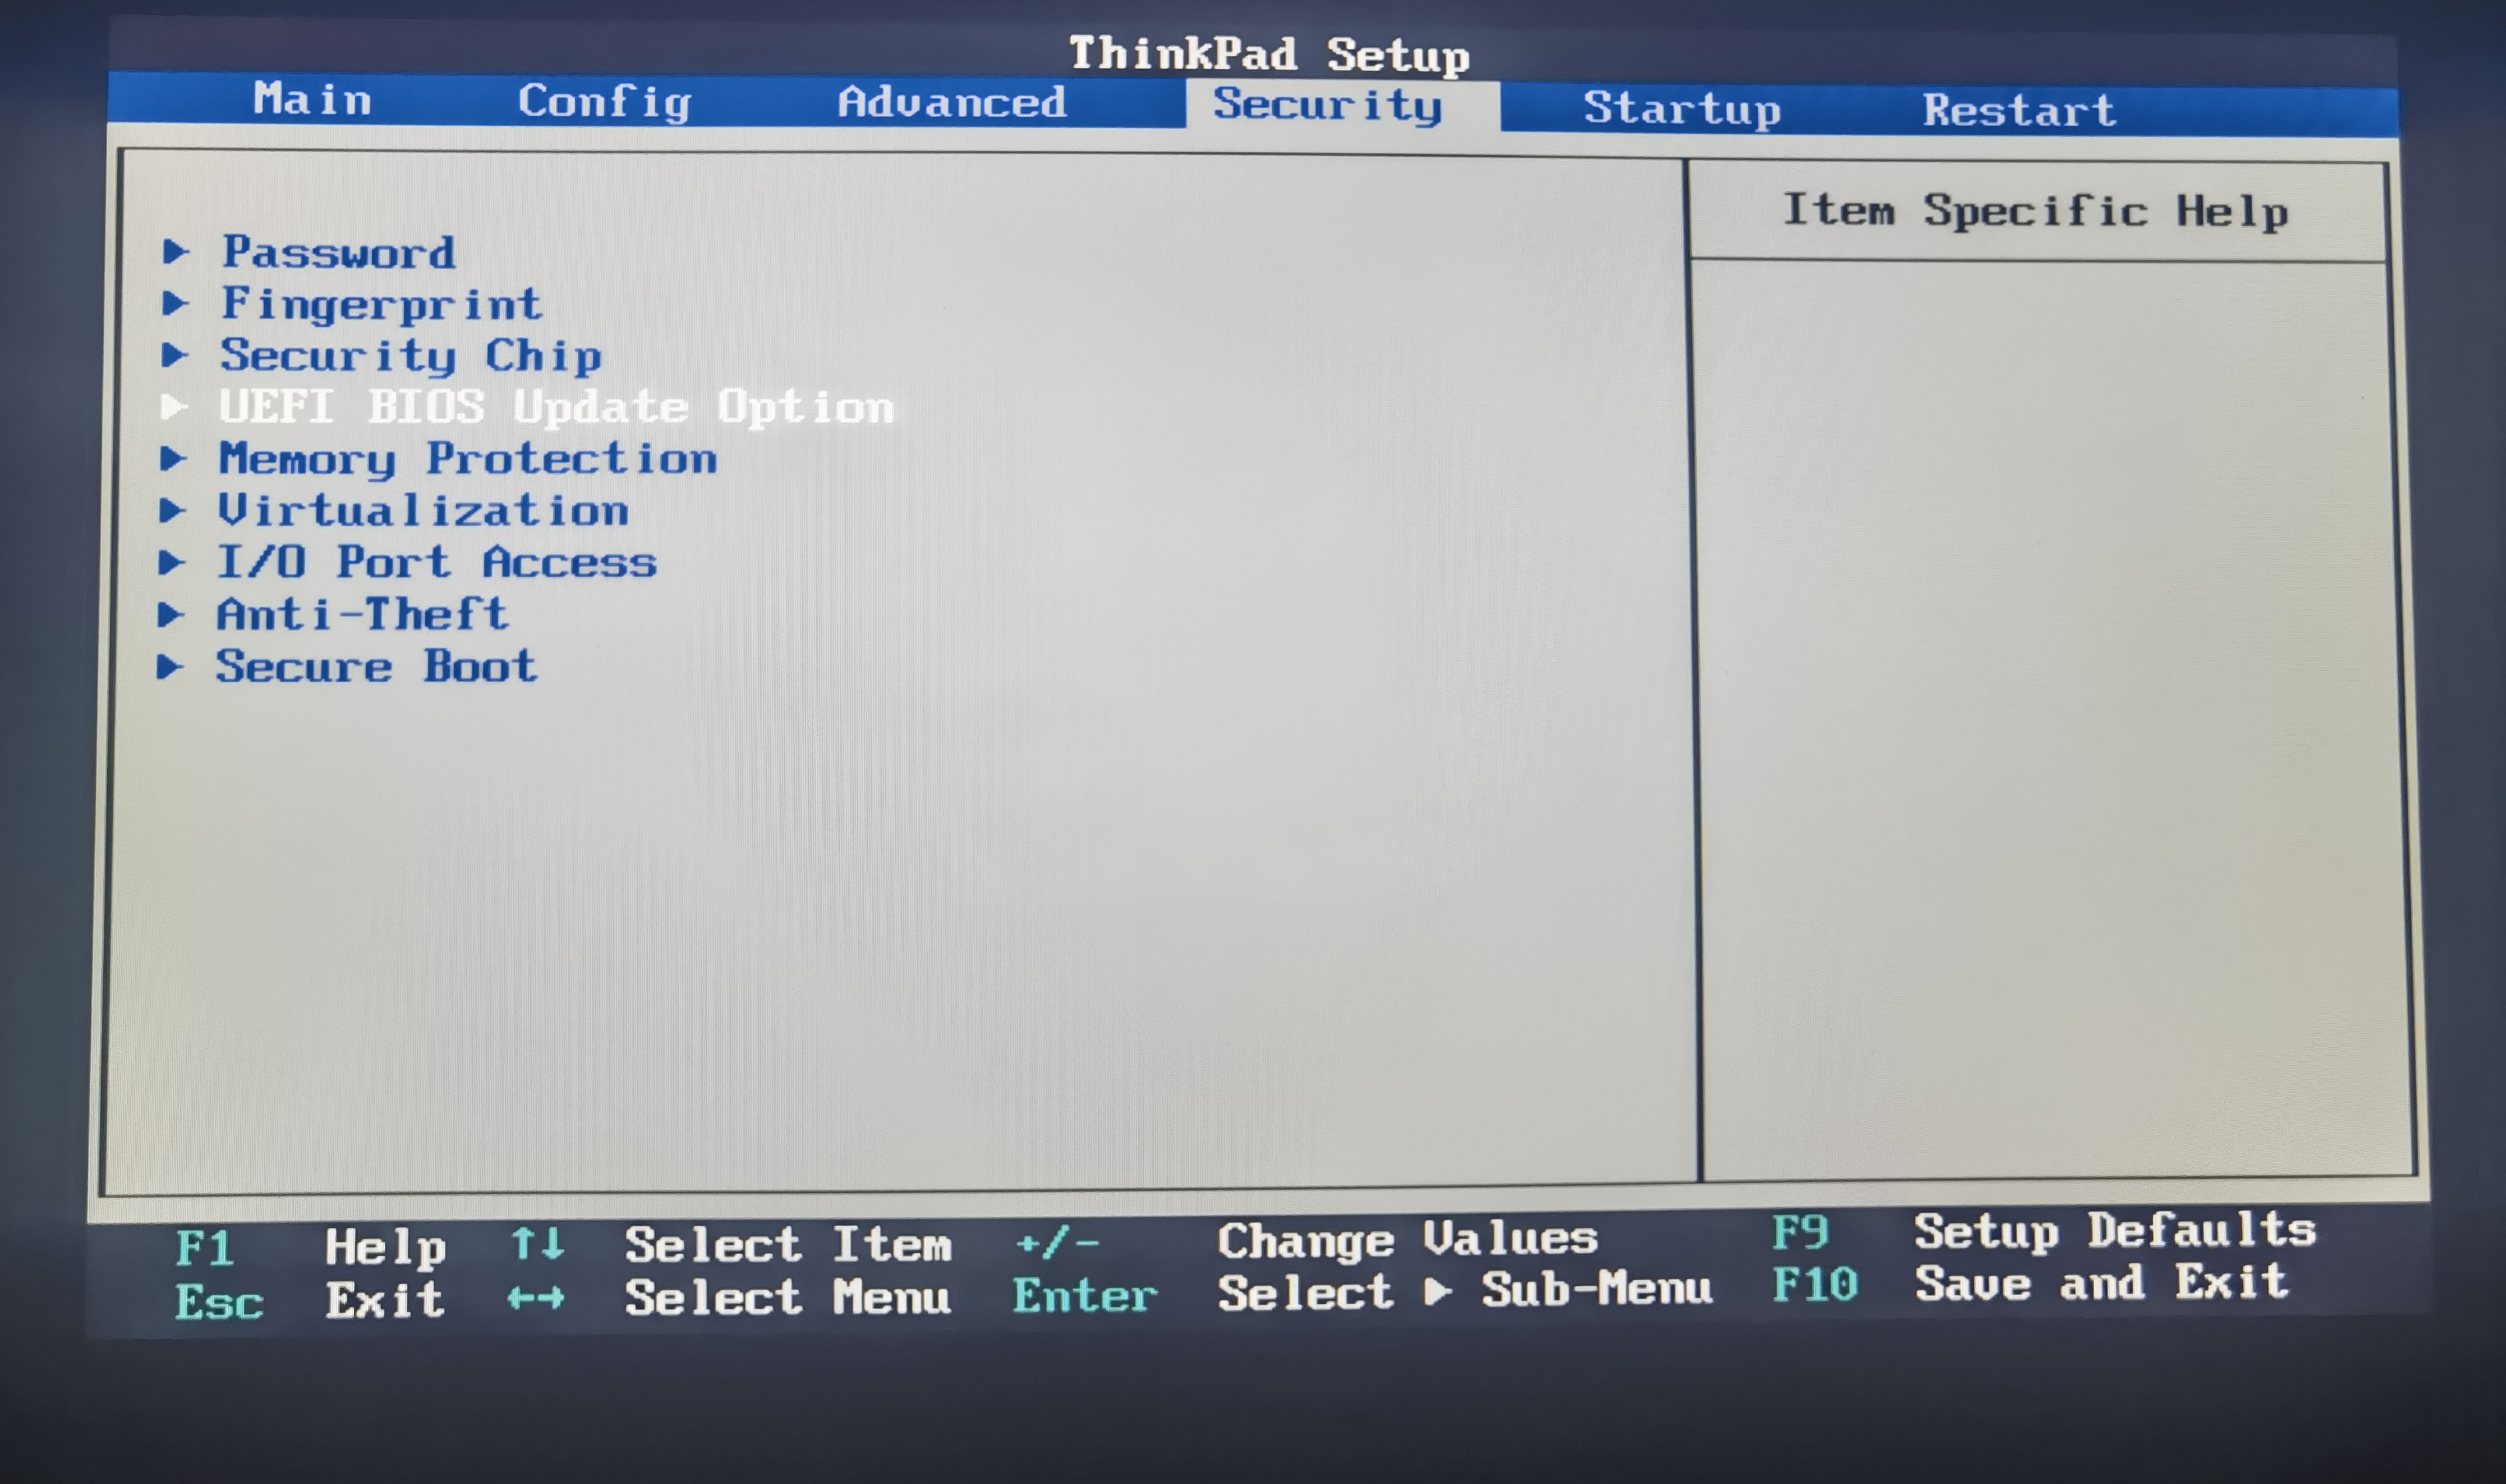 ThinkPad Setup
Main Config Advanced Security Startup Restart
Item Specific Help
▶ Password
▶ Fingerprint
▶ Security Chip
▶ UEFI BIOS Update Option
▶ Memory Protection
▶ Virtualization
▶ I/O Port Access
▶ Anti-Theft
▶ Secure Boot
F1 Help ↑↓ Select Item +/- Change Values F9 Setup Defaults
Esc Exit ←→ Select Menu Enter Select ▶ Sub-Menu F10 Save and Exit